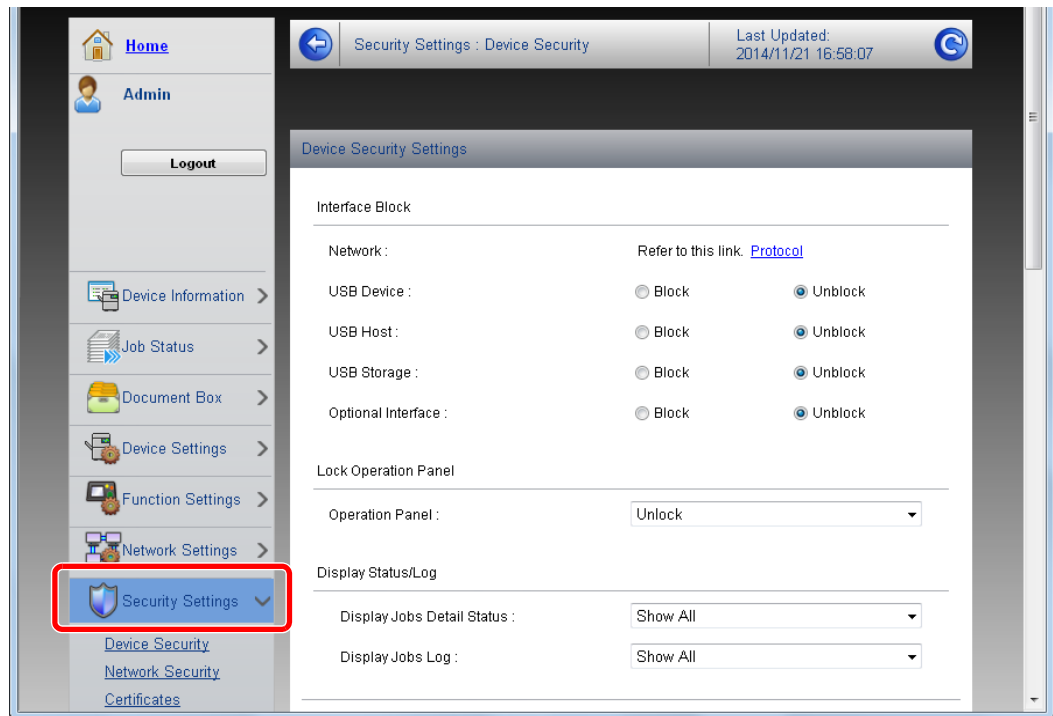 Home
Admin
Logout
Device Information
Job Status
Document Box
Device Settings
Function Settings
Network Settings
Security Settings
Device Security
Network Security
Certificates
Security Settings : Device Security
Last Updated:
2014/11/21 16:58:07
Device Security Settings
Interface Block
Network : Refer to this link. Protocol
USB Device : Block Unblock
USB Host : Block Unblock
USB Storage : Block Unblock
Optional Interface : Block Unblock
Lock Operation Panel
Operation Panel : Unlock
Display Status/Log
Display Jobs Detail Status : Show All
Display Jobs Log : Show All